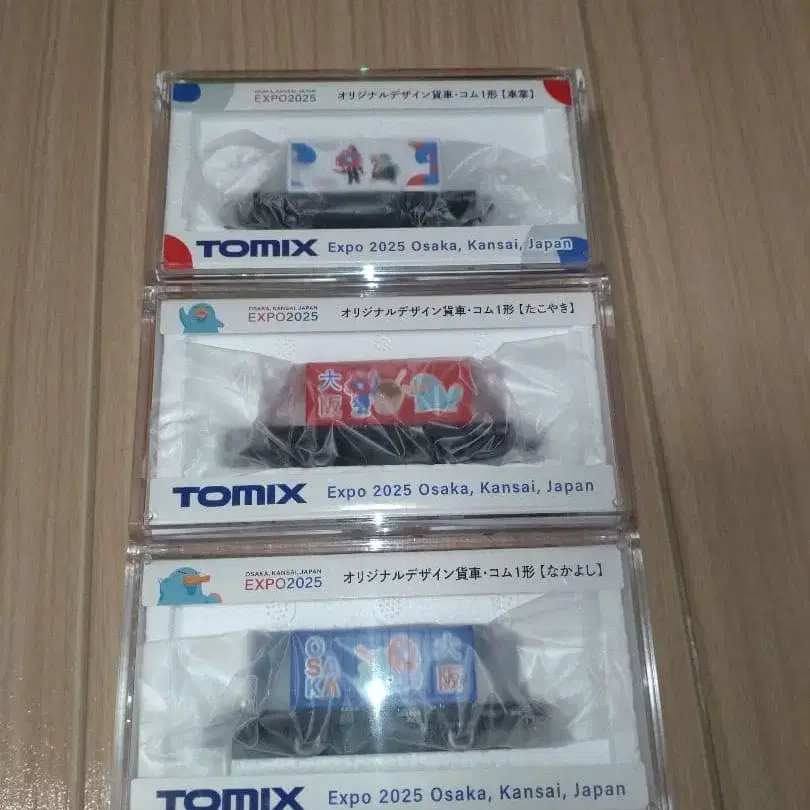 OSAKA, KANSAI, JAPAN
EXPO2025
オリジナルデザイン貨車・コム1形【車掌】
TOMIX Expo 2025 Osaka, Kansai, Japan
OSAKA, KANSAI, JAPAN
EXPO2025
オリジナルデザイン貨車・コム1形【たこやき】
大
阪
TOMIX Expo 2025 Osaka, Kansai, Japan
OSAKA, KANSAI, JAPAN
EXPO2025
オリジナルデザイン貨車・コム1形【なかよし】
O
SA
KA
大
阪
TOMIX Expo 2025 Osaka, Kansai, Japan